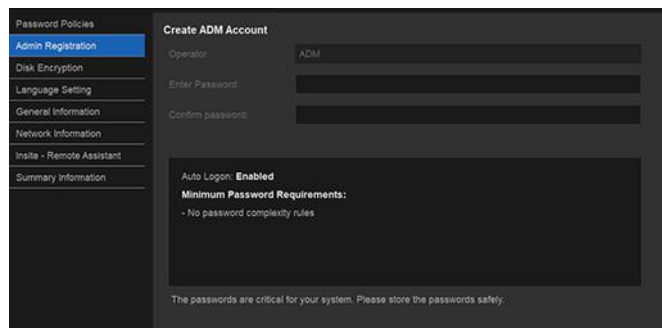 Password Policies
Admin Registration
Disk Encryption
Language Setting
General Information
Network Information
Insite - Remote Assistant
Summary Information
Create ADM Account
Operator: ADM
Enter Password:
Confirm password:
Auto Logon: Enabled
Minimum Password Requirements:
- No password complexity rules
The passwords are critical for your system. Please store the passwords safely.